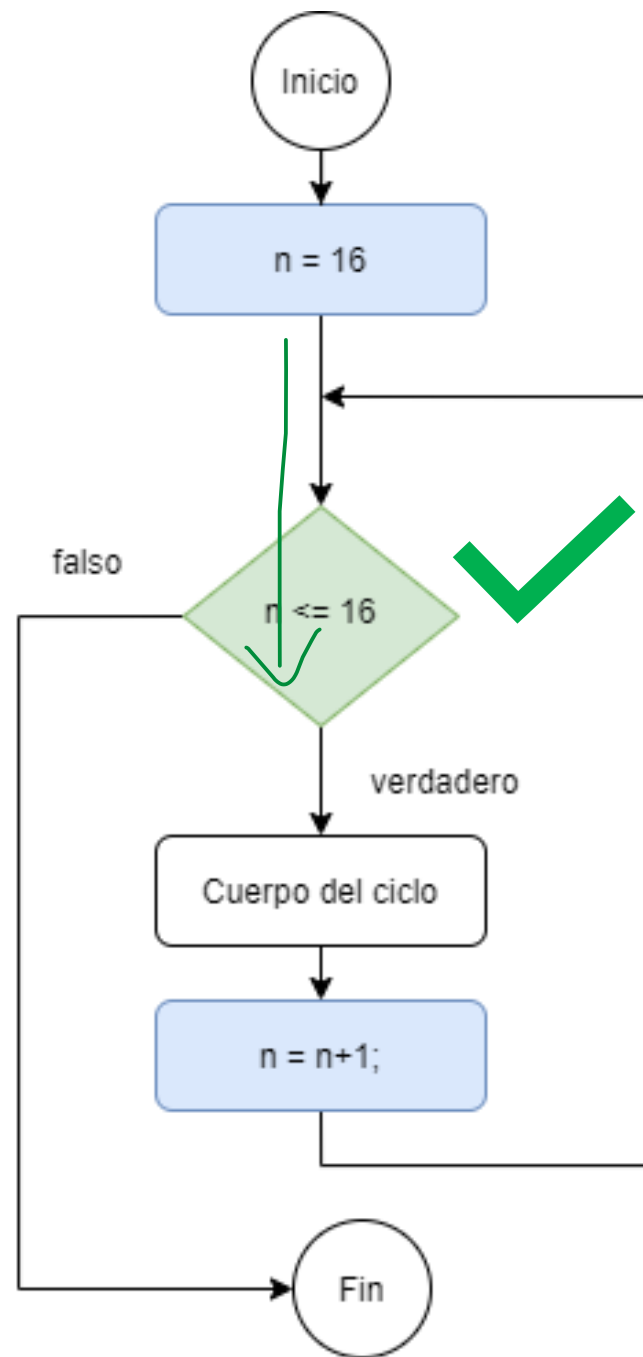 Inicio
n = 16
falso
n <= 16
verdadero
Cuerpo del ciclo
n = n+1;
Fin